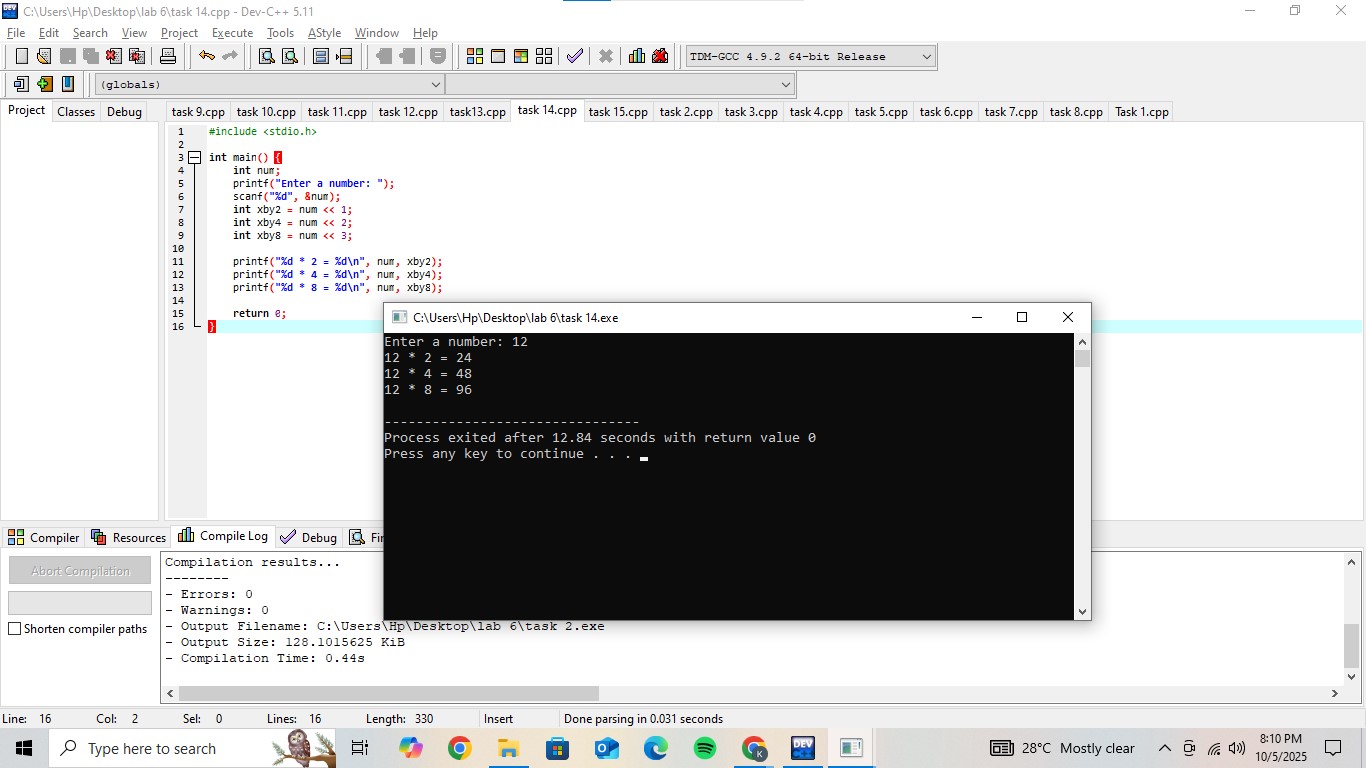 C:\Users\Hp\Desktop\lab 6\task 14.cpp - Dev-C++ 5.11
File Edit Search View Project Execute Tools AStyle Window Help
TDM-GCC 4.9.2 64-bit Release
(globals)
Project Classes Debug
task 9.cpp task 10.cpp task 11.cpp task 12.cpp task13.cpp task 14.cpp task 15.cpp task 2.cpp task 3.cpp task 4.cpp task 5.cpp task 6.cpp task 7.cpp task 8.cpp Task 1.cpp
1 #include <stdio.h>
2
3 int main() {
4 int num;
5 printf("Enter a number: ");
6 scanf("%d", &num);
7 int xby2 = num << 1;
8 int xby4 = num << 2;
9 int xby8 = num << 3;
10
11 printf("%d * 2 = %d\n", num, xby2);
12 printf("%d * 4 = %d\n", num, xby4);
13 printf("%d * 8 = %d\n", num, xby8);
14
15 return 0;
16 }
C:\Users\Hp\Desktop\lab 6\task 14.exe
Enter a number: 12
12 * 2 = 24
12 * 4 = 48
12 * 8 = 96
--------------------------------
Process exited after 12.84 seconds with return value 0
Press any key to continue . . .
Compiler Resources Compile Log Debug Fi
Abort Compilation
Shorten compiler paths
Compilation results...
--------
- Errors: 0
- Warnings: 0
- Output Filename: C:\Users\Hp\Desktop\lab 6\task 2.exe
- Output Size: 128.1015625 KiB
- Compilation Time: 0.44s
Line: 16 Col: 2 Sel: 0 Lines: 16 Length: 330 Insert Done parsing in 0.031 seconds
Type here to search
DEV
K
28°C Mostly clear
8:10 PM
10/5/2025